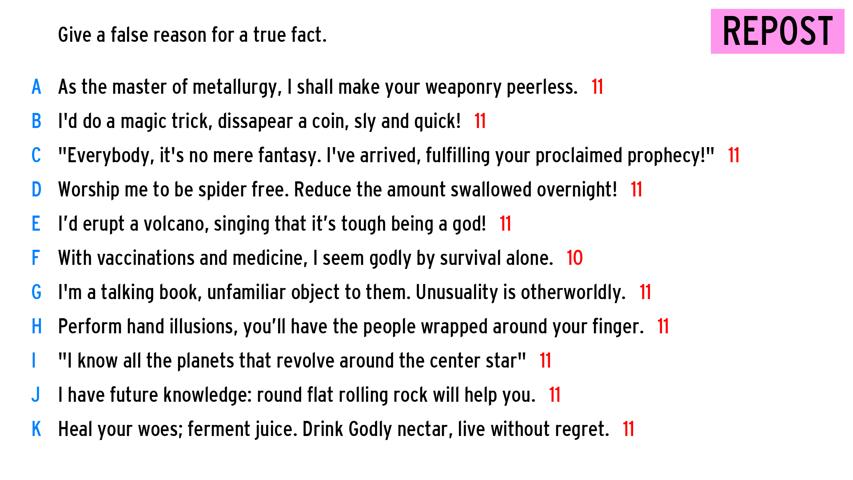 Give a false reason for a true fact.
REPOST
A As the master of metallurgy, I shall make your weaponry peerless. 11
B I'd do a magic trick, dissapear a coin, sly and quick! 11
C "Everybody, it's no mere fantasy. I've arrived, fulfilling your proclaimed prophecy!" 11
D Worship me to be spider free. Reduce the amount swallowed overnight! 11
E I’d erupt a volcano, singing that it’s tough being a god! 11
F With vaccinations and medicine, I seem godly by survival alone. 10
G I'm a talking book, unfamiliar object to them. Unusuality is otherworldly. 11
H Perform hand illusions, you’ll have the people wrapped around your finger. 11
I "I know all the planets that revolve around the center star" 11
J I have future knowledge: round flat rolling rock will help you. 11
K Heal your woes; ferment juice. Drink Godly nectar, live without regret. 11